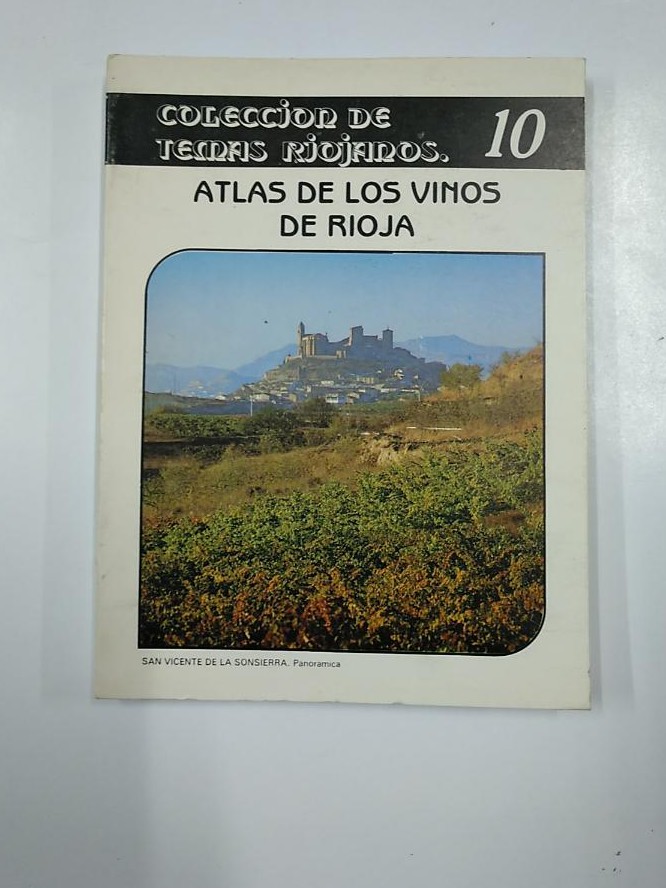 COLECCION DE
TEMAS RIOJANOS. 10
ATLAS DE LOS VINOS
DE RIOJA
SAN VICENTE DE LA SONSIERRA. Panoramica